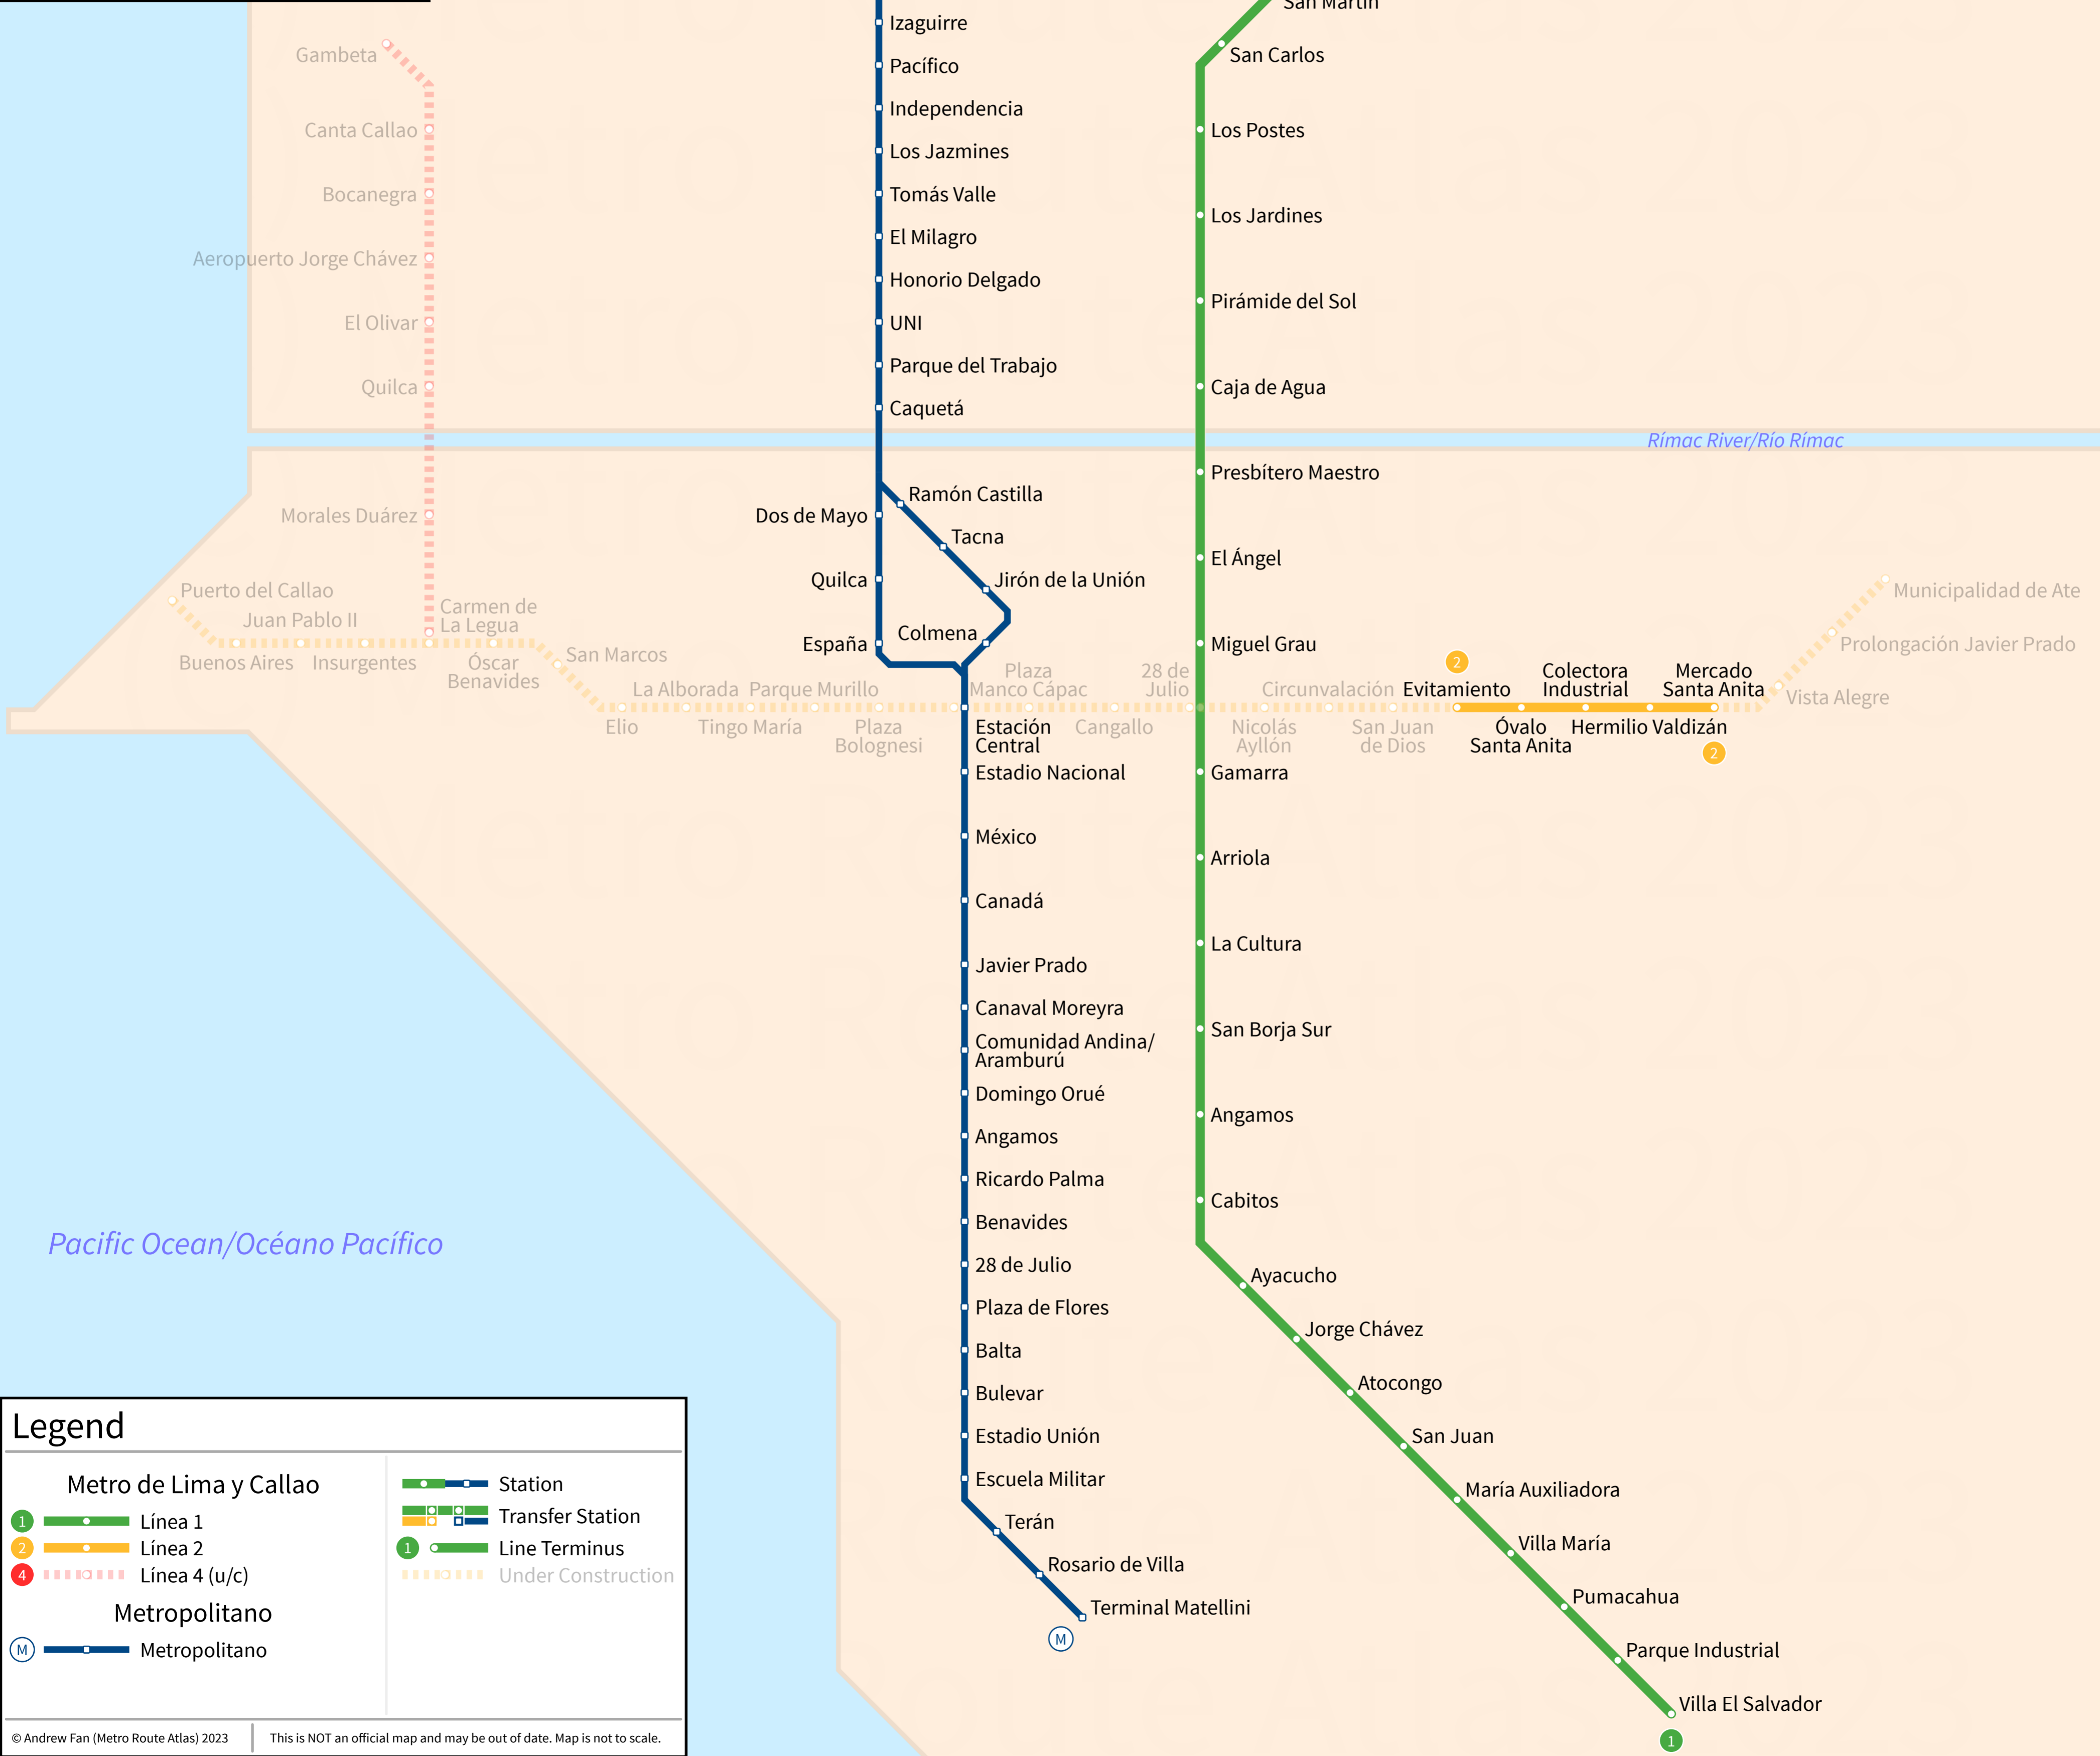 San Martín
Izaguirre
Gambeta
San Carlos
Pacífico
Independencia
Canta Callao
Los Postes
Los Jazmines
Bocanegra
Tomás Valle
Los Jardines
El Milagro
Aeropuerto Jorge Chávez
Honorio Delgado
Pirámide del Sol
El Olivar
UNI
Parque del Trabajo
Quilca
Caja de Agua
Caquetá
Rímac River/Río Rímac
Presbítero Maestro
Ramón Castilla
Morales Duárez
Dos de Mayo
Tacna
El Ángel
Quilca
Jirón de la Unión
Puerto del Callao
Municipalidad de Ate
Juan Pablo II
Carmen de
La Legua
Colmena
España
Miguel Grau
Prolongación Javier Prado
Buenos Aires
Insurgentes
Óscar
Benavides
San Marcos
2
La Alborada
Parque Murillo
Plaza
Manco Cápac
28 de
Julio
Circunvalación
Evitamiento
Colectora
Industrial
Mercado
Santa Anita
Vista Alegre
Elio
Tingo María
Plaza
Bolognesi
Estación
Central
Cangallo
Nicolás
Ayllón
San Juan
de Dios
Óvalo
Santa Anita
Hermilio Valdizán
2
Estadio Nacional
Gamarra
México
Arriola
Canadá
La Cultura
Javier Prado
Canaval Moreyra
San Borja Sur
Comunidad Andina/
Aramburú
Domingo Orué
Angamos
Angamos
Ricardo Palma
Cabitos
Benavides
Pacific Ocean/Océano Pacífico
28 de Julio
Ayacucho
Plaza de Flores
Jorge Chávez
Balta
Atocongo
Bulevar
Estadio Unión
San Juan
Escuela Militar
María Auxiliadora
Terán
Villa María
Rosario de Villa
Pumacahua
Terminal Matellini
M
Parque Industrial
Villa El Salvador
1
Legend
Metro de Lima y Callao
1 Línea 1
2 Línea 2
4 Línea 4 (u/c)
Metropolitano
M Metropolitano
Station
Transfer Station
1 Line Terminus
Under Construction
© Andrew Fan (Metro Route Atlas) 2023
This is NOT an official map and may be out of date. Map is not to scale.